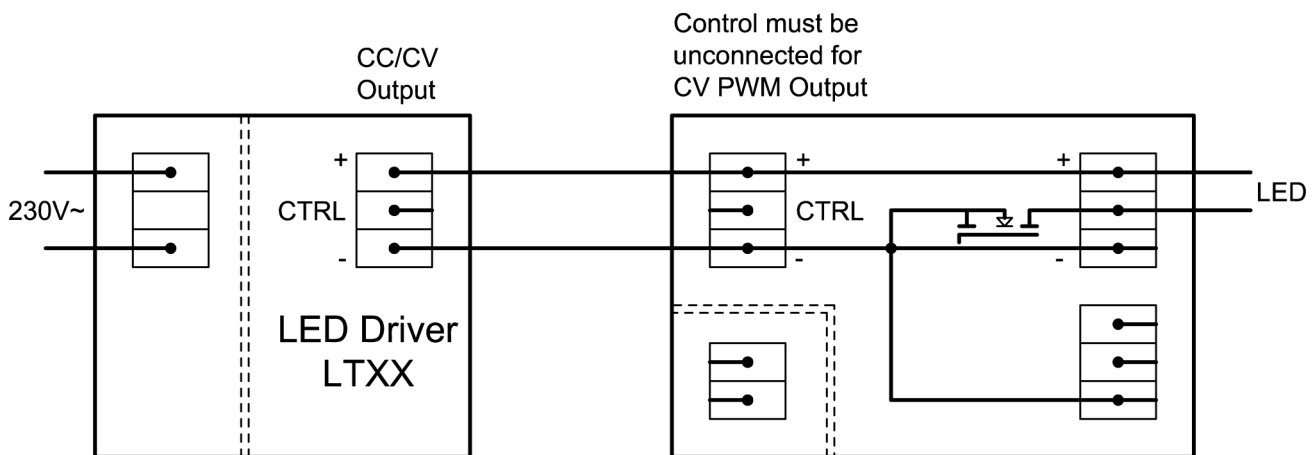 Control must be
unconnected for
CV PWM Output
CC/CV
Output
+
+
+
230V~
CTRL
CTRL
LED
-
-
-
LED Driver
LTXX